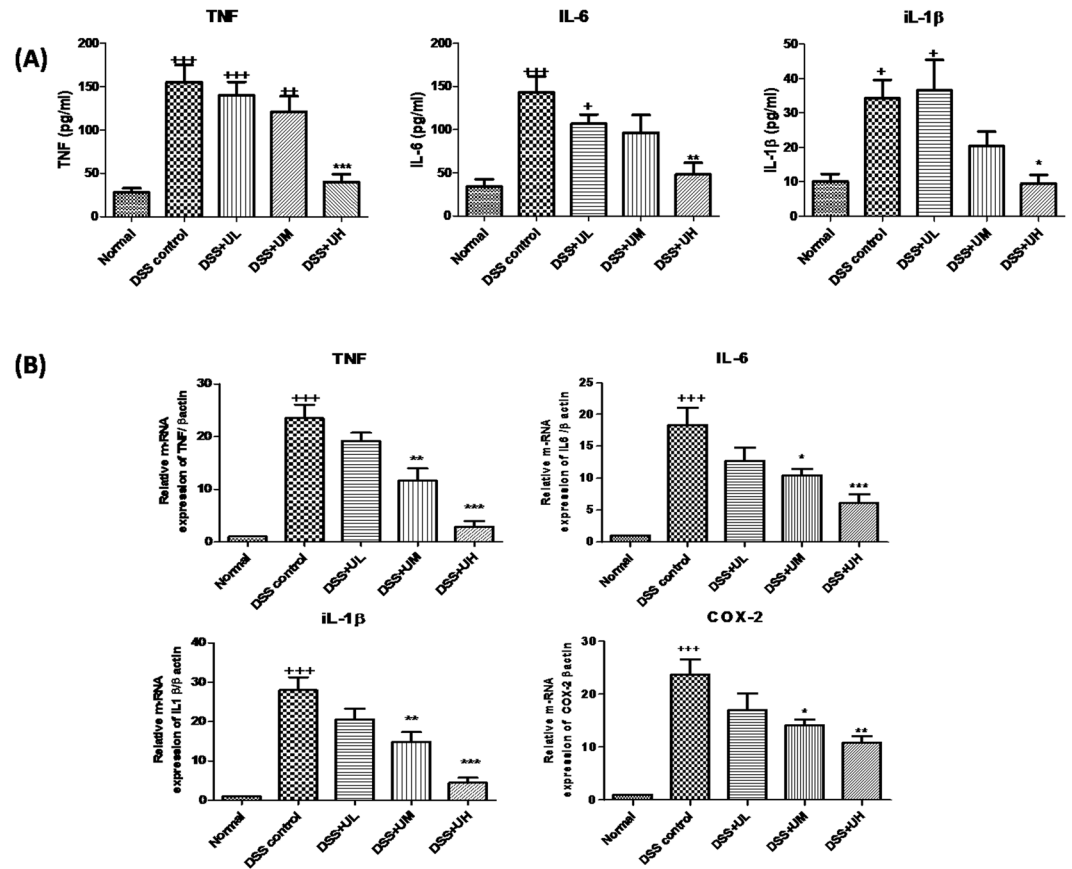 (A)
TNF
TNF (pg/ml)
200
150
100
50
0
+++
+++
++
***
Normal
DSS control
DSS+UL
DSS+UM
DSS+UH
IL-6
IL-6 (pg/ml)
200
150
100
50
0
+++
+
**
Normal
DSS control
DSS+UL
DSS+UM
DSS+UH
iL-1β
IL-1β (pg/ml)
50
40
30
20
10
0
+
+
*
Normal
DSS control
DSS+UL
DSS+UM
DSS+UH
(B)
TNF
Relative m-RNA
expression of TNF/ βactin
30
20
10
0
+++
**
***
Normal
DSS control
DSS+UL
DSS+UM
DSS+UH
IL-6
Relative m-RNA
expression of IL6 /β actin
25
20
15
10
5
0
+++
*
***
Normal
DSS control
DSS+UL
DSS+UM
DSS+UH
iL-1β
Relative m-RNA
expression of IL1 β/β actin
40
30
20
10
0
+++
**
***
Normal
DSS control
DSS+UL
DSS+UM
DSS+UH
COX-2
Relative m-RNA
expression of COX-2 βactin
30
20
10
0
+++
*
**
Normal
DSS control
DSS+UL
DSS+UM
DSS+UH